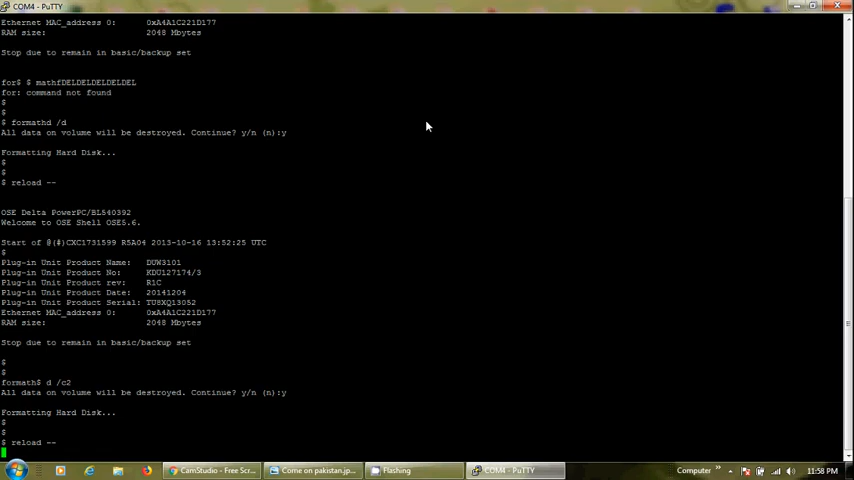 COM4 - PuTTY
Ethernet MAC_address 0: 0xA4A1C221D177
RAM size: 2048 Mbytes
Stop due to remain in basic/backup set
for$ $ mathfDELDELDELDELDEL
for: command not found
$
$
$ formathd /d
All data on volume will be destroyed. Continue? y/n (n):y
Formatting Hard Disk...
$
$
$ reload --
OSE Delta PowerPC/BL540392
Welcome to OSE Shell OSE5.6.
Start of @(#)CXC1731599 R5A04 2013-10-16 13:52:25 UTC
$
Plug-in Unit Product Name: DUW3101
Plug-in Unit Product No: KDU127174/3
Plug-in Unit Product rev: R1C
Plug-in Unit Product Date: 20141204
Plug-in Unit Product Serial: TU8XQ13052
Ethernet MAC_address 0: 0xA4A1C221D177
RAM size: 2048 Mbytes
Stop due to remain in basic/backup set
$
$
formath$ d /c2
All data on volume will be destroyed. Continue? y/n (n):y
Formatting Hard Disk...
$
$
$ reload --
CamStudio - Free Scr...
Come on pakistan.jp...
Flashing
COM4 - PuTTY
Computer
»
11:58 PM